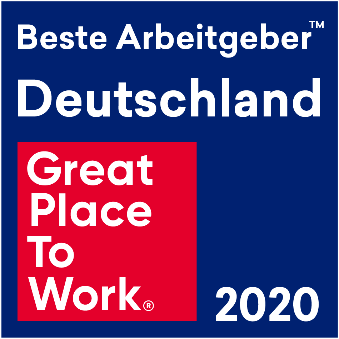 Beste Arbeitgeber™
Deutschland
Great
Place
To
Work®
2020